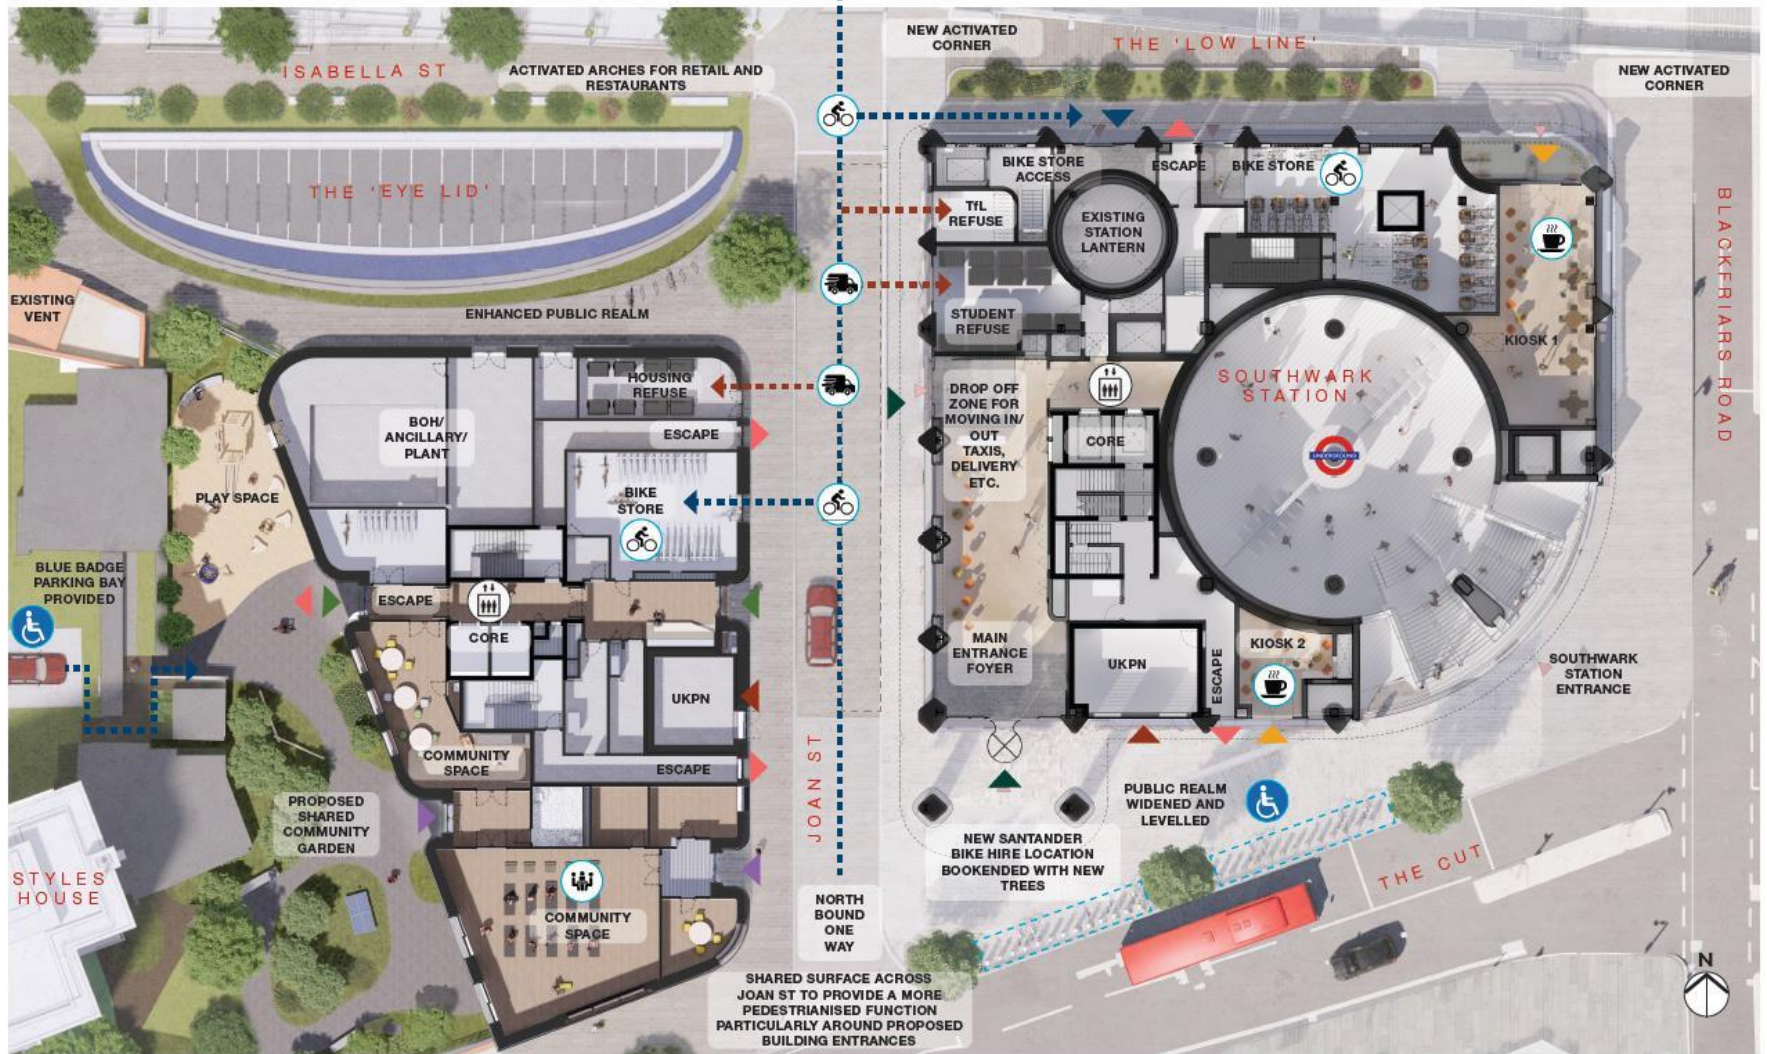 NEW ACTIVATED
CORNER
THE 'LOW LINE'
ISABELLA ST
ACTIVATED ARCHES FOR RETAIL AND
RESTAURANTS
NEW ACTIVATED
CORNER
THE 'EYE LID'
BIKE STORE
ACCESS
ESCAPE
BIKE STORE
TfL
REFUSE
EXISTING
STATION
LANTERN
BLACKFRIARS ROAD
EXISTING
VENT
ENHANCED PUBLIC REALM
STUDENT
REFUSE
KIOSK 1
HOUSING
REFUSE
SOUTHWARK
STATION
DROP OFF
ZONE FOR
MOVING IN/
OUT
TAXIS,
DELIVERY
ETC.
BOH/
ANCILLARY/
PLANT
ESCAPE
CORE
UNDERGROUND
PLAY SPACE
BIKE
STORE
BLUE BADGE
PARKING BAY
PROVIDED
ESCAPE
CORE
MAIN
ENTRANCE
FOYER
UKPN
ESCAPE
KIOSK 2
SOUTHWARK
STATION
ENTRANCE
UKPN
COMMUNITY
SPACE
ESCAPE
JOAN ST
PROPOSED
SHARED
COMMUNITY
GARDEN
PUBLIC REALM
WIDENED AND
LEVELLED
NEW SANTANDER
BIKE HIRE LOCATION
BOOKENDED WITH NEW
TREES
THE CUT
STYLES
HOUSE
COMMUNITY
SPACE
NORTH
BOUND
ONE
WAY
N
SHARED SURFACE ACROSS
JOAN ST TO PROVIDE A MORE
PEDESTRIANISED FUNCTION
PARTICULARLY AROUND PROPOSED
BUILDING ENTRANCES